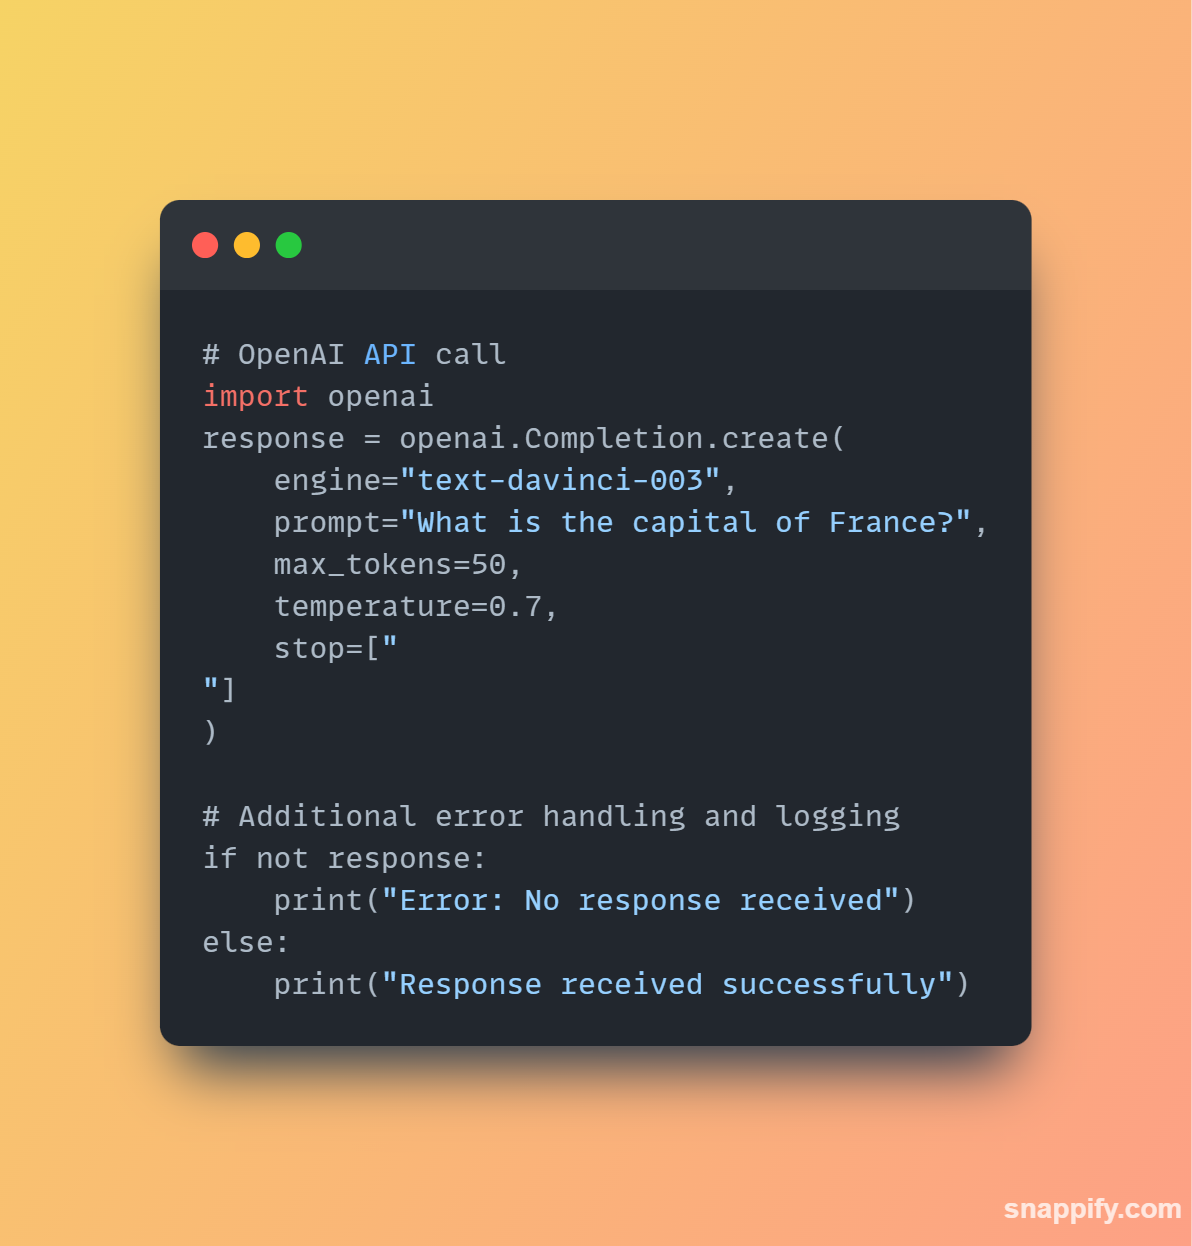 # OpenAI API call
import openai
response = openai.Completion.create(
    engine="text-davinci-003",
    prompt="What is the capital of France?",
    max_tokens=50,
    temperature=0.7,
    stop=["
"]
)

# Additional error handling and logging
if not response:
    print("Error: No response received")
else:
    print("Response received successfully")
snappify.com